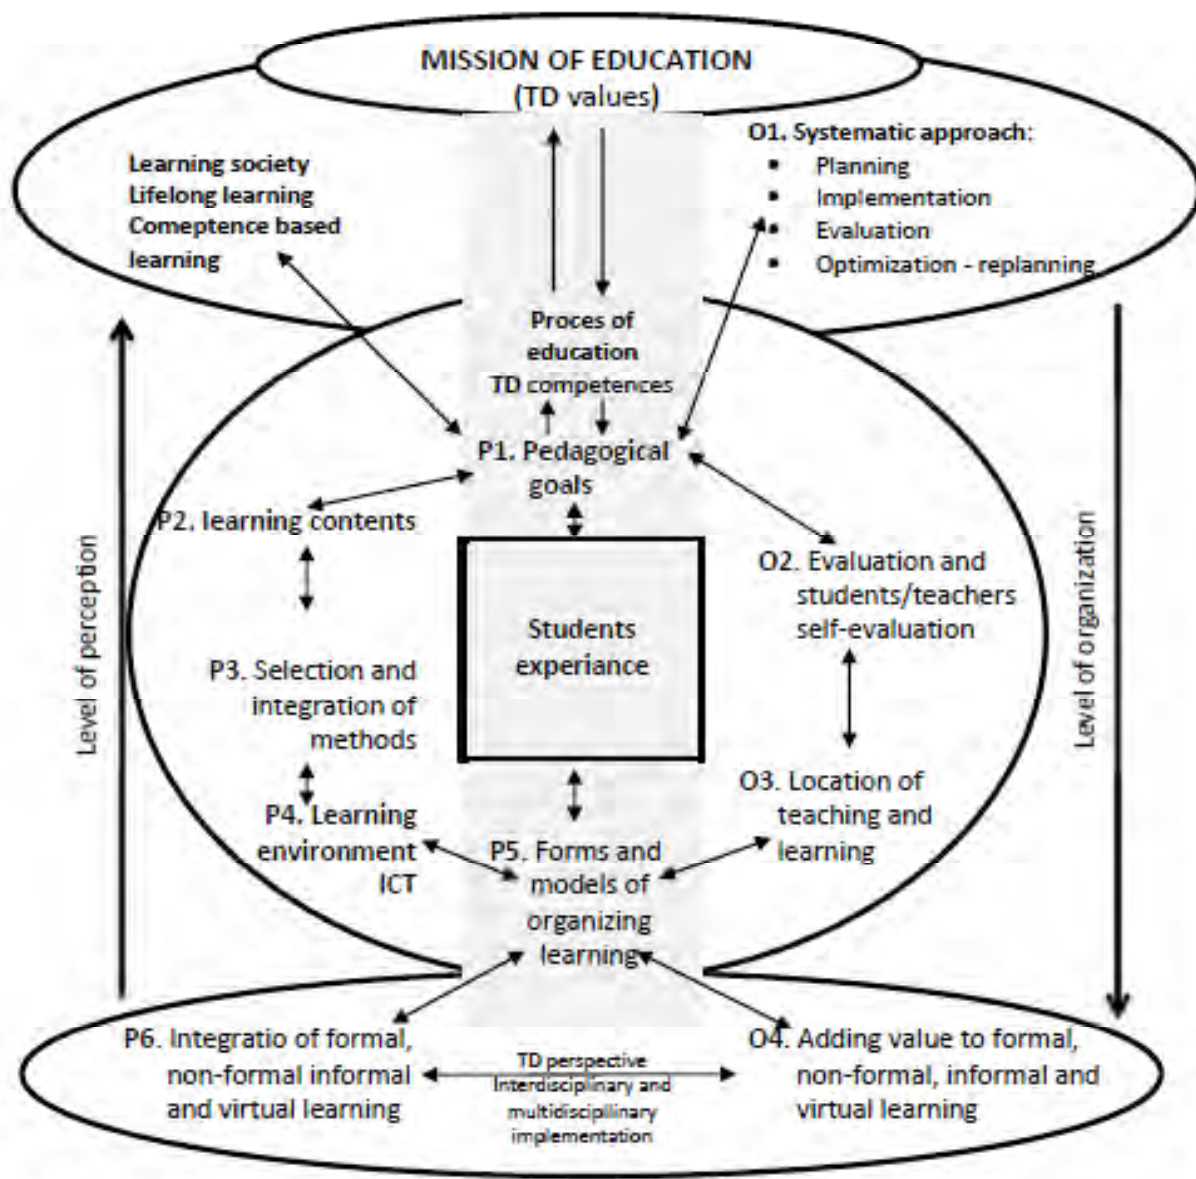 MISSION OF EDUCATION
(TD values)
Learning society
Lifelong learning
Comeptence based
learning
O1. Systematic approach:
▪ Planning
▪ Implementation
▪ Evaluation
▪ Optimization - replanning
Proces of
education
TD competences
P1. Pedagogical
goals
P2. learning contents
O2. Evaluation and
students/teachers
self-evaluation
Students
experiance
P3. Selection and
integration of
methods
Level of perception
Level of organization
O3. Location of
teaching and
learning
P4. Learning
environment
ICT
P5. Forms and
models of
organizing
learning
P6. Integratio of formal,
non-formal informal
and virtual learning
TD perspective
Interdisciplinary and
multidiscipilinary
implementation
O4. Adding value to formal,
non-formal, informal and
virtual learning